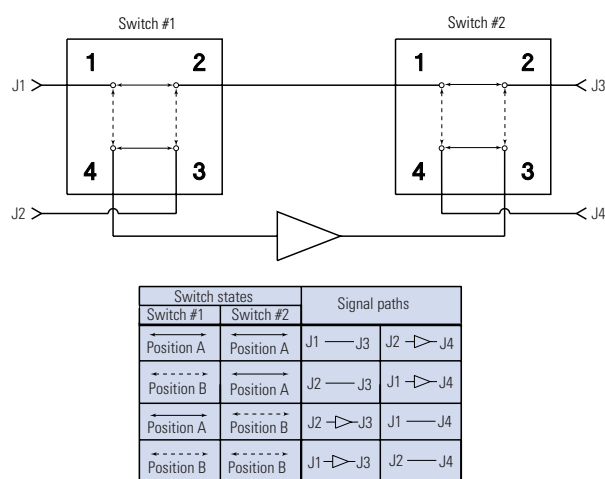 Switch #1 Switch #2
1 2 1 2
J1 J3
4 3 4 3
J2 J4
Switch states Signal paths
Switch #1 Switch #2
Position A Position A J1 J3 J2 J4
Position B Position A J2 J3 J1 J4
Position A Position B J2 J3 J1 J4
Position B Position B J1 J3 J2 J4